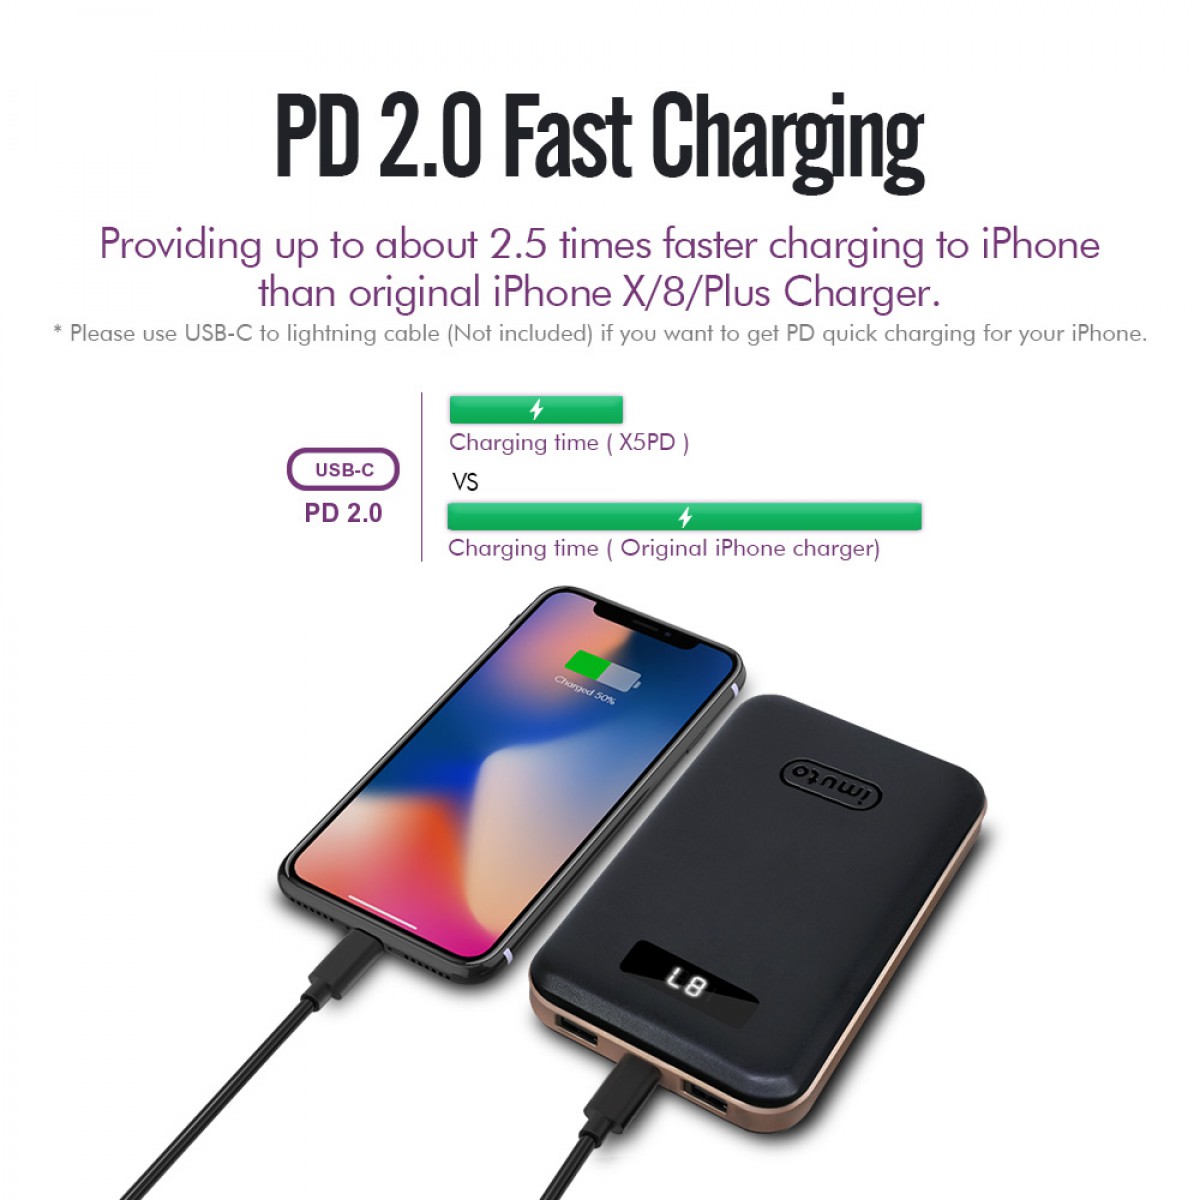 PD 2.0 Fast Charging
Providing up to about 2.5 times faster charging to iPhone
than original iPhone X/8/Plus Charger.
* Please use USB-C to lightning cable (Not included) if you want to get PD quick charging for your iPhone.
Charging time ( X5PD )
USB-C
VS
PD 2.0
Charging time ( Original iPhone charger)
Charged 50%
imuto
87